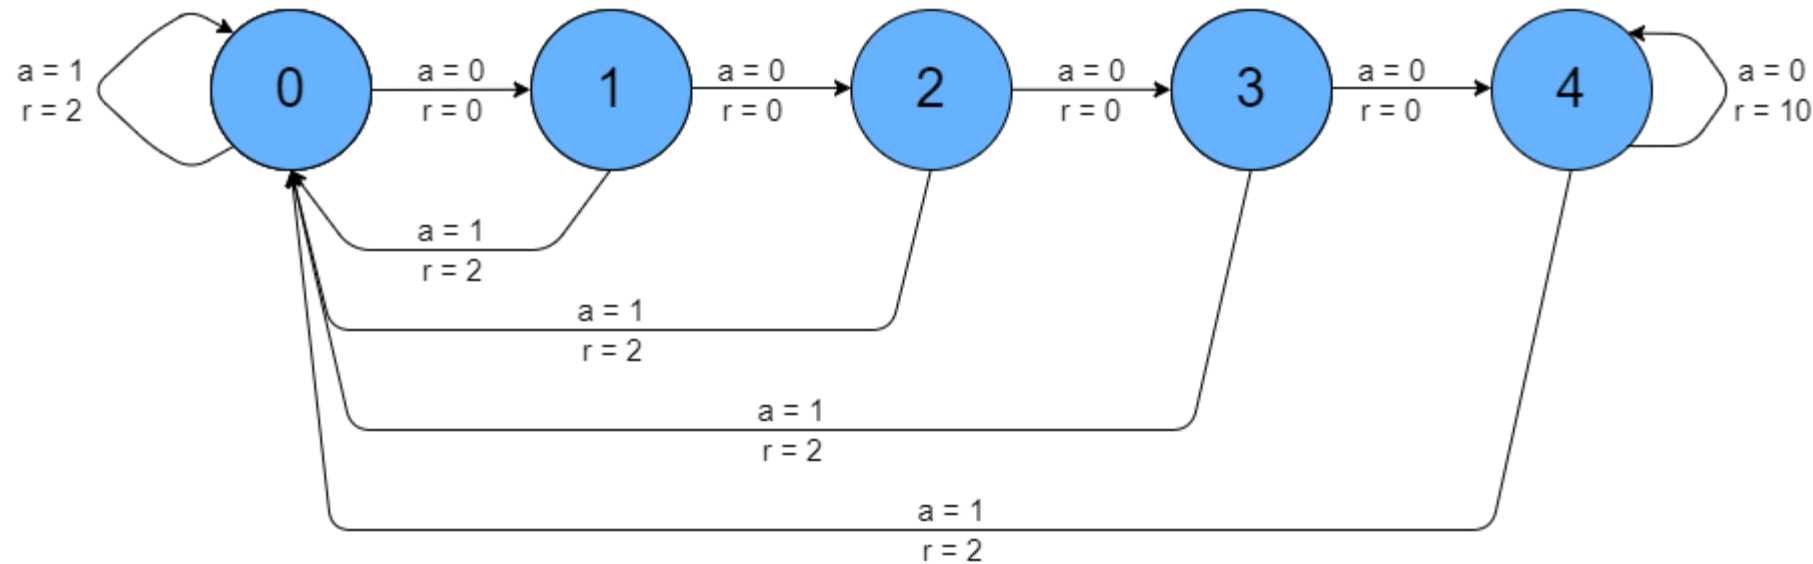 0
1
2
3
4
a = 1
r = 2
a = 0
r = 0
a = 0
r = 0
a = 0
r = 0
a = 0
r = 0
a = 0
r = 10
a = 1
r = 2
a = 1
r = 2
a = 1
r = 2
a = 1
r = 2